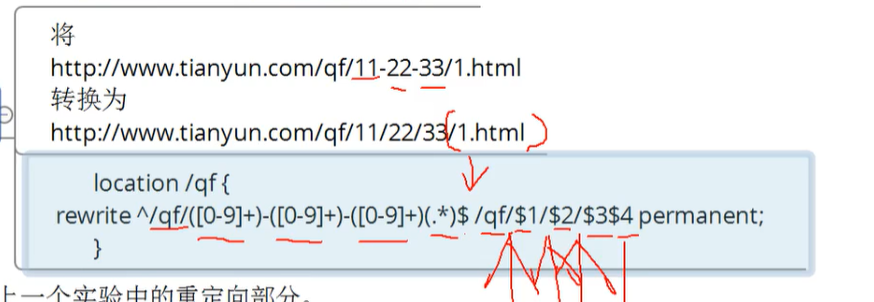 将
http://www.tianyun.com/qf/11-22-33/1.html
转换为
http://www.tianyun.com/qf/11/22/33/1.html
location /qf {
rewrite ^/qf/([0-9]+)-([0-9]+)-([0-9]+)(.*)$ /qf/$1/$2/$3$4 permanent;
}
上一个实验中的重定向部分。